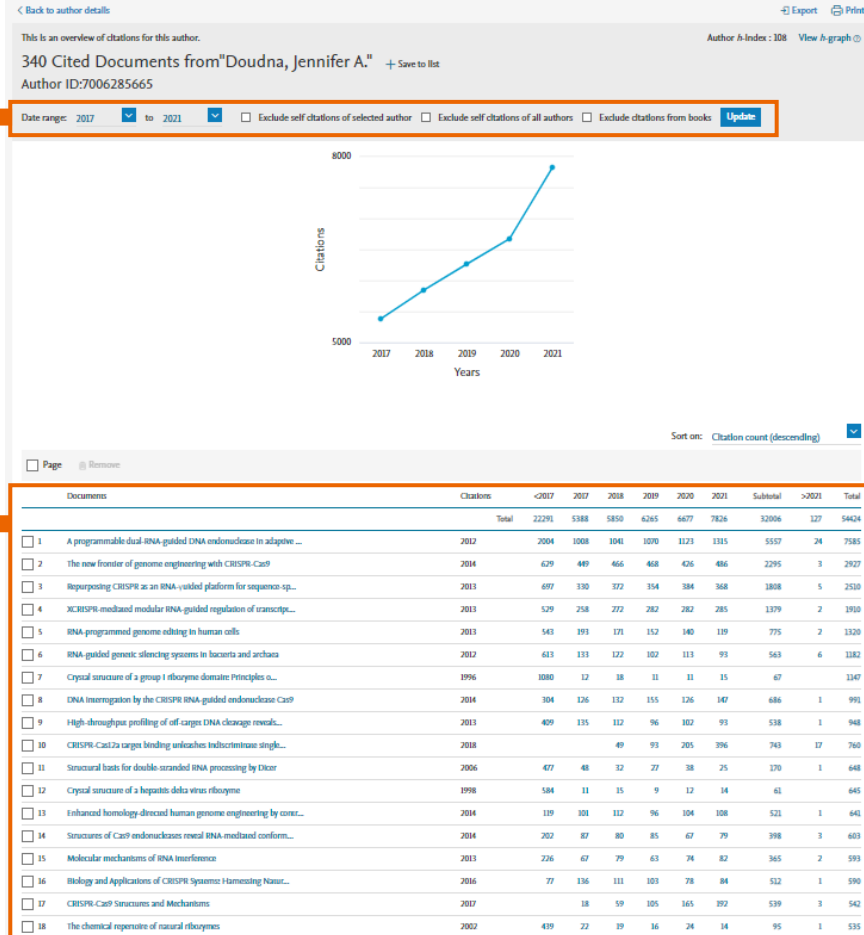 < Back to author details
Export Print
This is an overview of citations for this author.
Author h-Index : 108 View h-graph
340 Cited Documents from"Doudna, Jennifer A." + Save to list
Author ID:7006285665
Date range: 2017 to 2021 Exclude self citations of selected author Exclude self citations of all authors Exclude citations from books Update
8000
Citations
5000
2017 2018 2019 2020 2021
Years
Sort on: Citation count (descending)
Page Remove
Documents Citations <2017 2017 2018 2019 2020 2021 Subtotal >2021 Total
Total 22291 5388 5850 6265 6677 7826 32006 127 54424
1 A programmable dual-RNA-guided DNA endonuclease in adaptive ... 2012 2004 1008 1041 1070 1123 1315 5557 24 7585
2 The new frontier of genome engineering with CRISPR-Cas9 2014 629 449 466 468 426 486 2295 3 2927
3 Repurposing CRISPR as an RNA-γuided platform for sequence-sp... 2013 697 330 372 354 384 368 1808 5 2510
4 XCRISPR-mediated modular RNA-guided regulation of transcript... 2013 529 258 272 282 282 285 1379 2 1910
5 RNA-programmed genome editing in human cells 2013 543 193 171 152 140 119 775 2 1320
6 RNA-guided genetic silencing systems in bacteria and archaea 2012 613 133 122 102 113 93 563 6 1182
7 Crystal structure of a group I ribozyme domaire Principles o... 1996 1080 12 18 11 11 15 67 1147
8 DNA interrogation by the CRISPR RNA-guided endonuclease Cas9 2014 304 126 132 155 126 147 686 1 991
9 High-throughput profiling of off-target DNA cleavage reveals... 2013 409 135 112 96 102 93 538 1 948
10 CRISPR-Cas12a target binding unleashes indiscriminate single... 2018 49 93 205 396 743 17 760
11 Structural basis for double-stranded RNA processing by Dicer 2006 477 48 32 27 38 25 170 1 648
12 Crystal structure of a hepatitis delta virus ribozyme 1998 584 11 15 9 12 14 61 645
13 Enhanced homology-directed human genome engineering by contr... 2014 119 101 112 96 104 108 521 1 641
14 Structures of Cas9 endonucleases reveal RNA-mediated conform... 2014 202 87 80 85 67 79 398 3 603
15 Molecular mechanisms of RNA interference 2013 226 67 79 63 74 82 365 2 593
16 Biology and Applications of CRISPR Systems: Harnessing Natur... 2016 77 136 111 103 78 84 512 1 590
17 CRISPR-Cas9 Structures and Mechanisms 2017 18 59 105 165 192 539 3 542
18 The chemical repertoire of natural ribozymes 2002 439 22 19 16 24 14 95 1 535